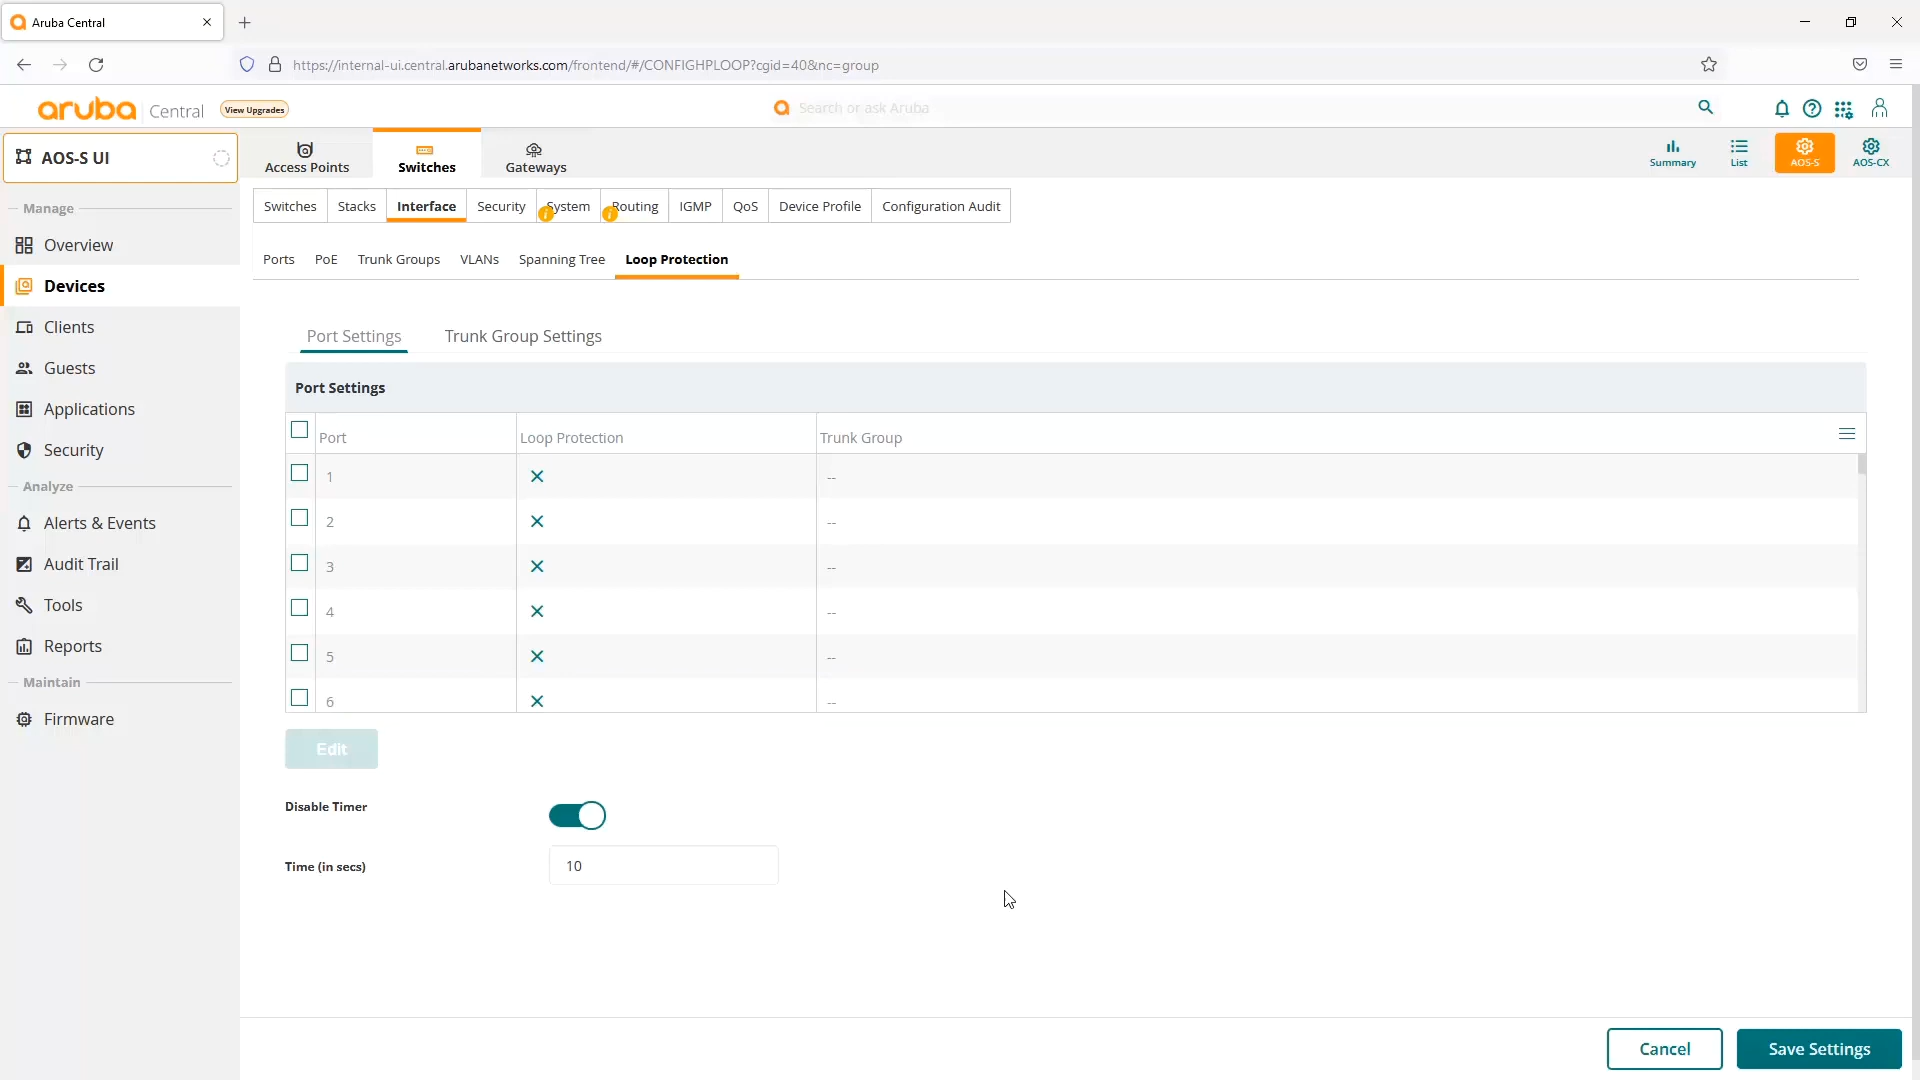 Aruba Central
https://internal-ui.central.arubanetworks.com/frontend/#/CONFIGHPLOOP?cgid=40&nc=group
aruba Central View Upgrades
Search or ask Aruba
AOS-S UI
Access Points
Switches
Gateways
Summary
List
AOS-S
AOS-CX
Manage
Overview
Devices
Clients
Guests
Applications
Security
Analyze
Alerts & Events
Audit Trail
Tools
Reports
Maintain
Firmware
Switches Stacks Interface Security System Routing IGMP QoS Device Profile Configuration Audit
Ports PoE Trunk Groups VLANs Spanning Tree Loop Protection
Port Settings Trunk Group Settings
Port Settings
Port Loop Protection Trunk Group
1 --
2 --
3 --
4 --
5 --
6 --
Edit
Disable Timer
Time (in secs) 10
Cancel Save Settings